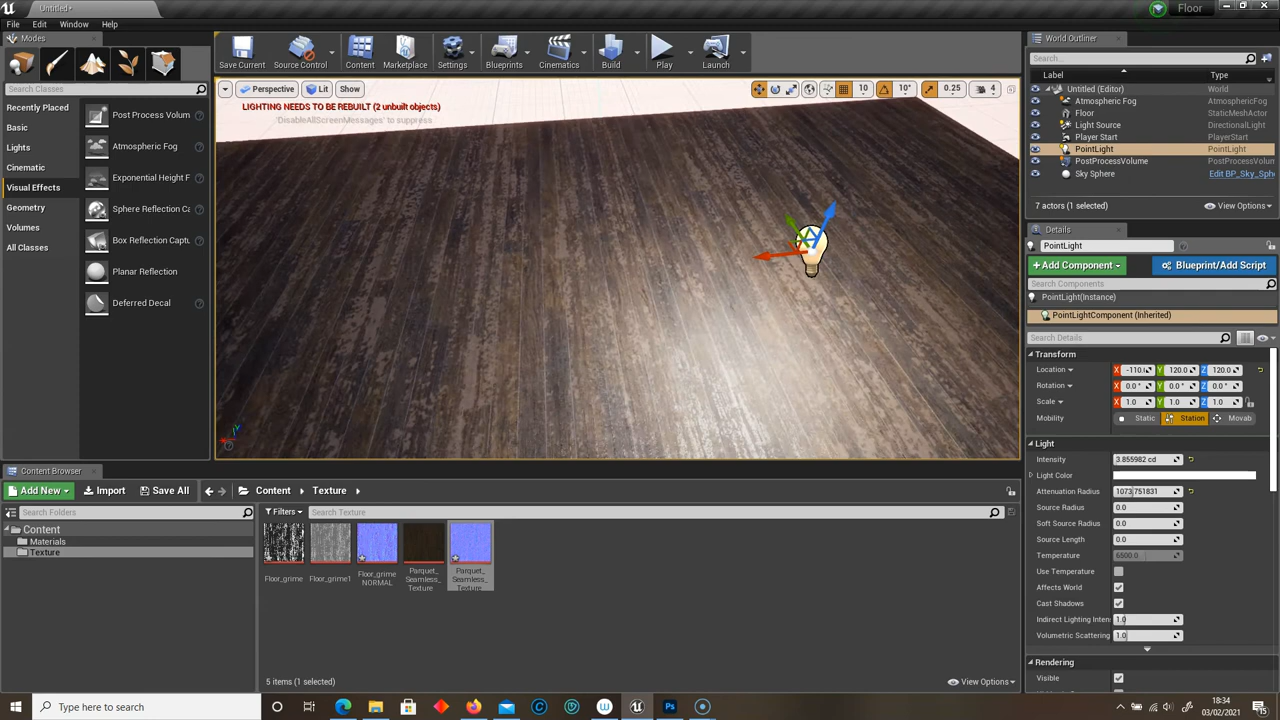 Untitled*
Floor
File Edit Window Help
Modes
Search Classes
Recently Placed
Basic
Lights
Cinematic
Visual Effects
Geometry
Volumes
All Classes
Post Process Volum
Atmospheric Fog
Exponential Height F
Sphere Reflection Ca
Box Reflection Captu
Planar Reflection
Deferred Decal
Save Current
Source Control
Content
Marketplace
Settings
Blueprints
Cinematics
Build
Play
Launch
Perspective Lit Show
10 10° 0.25 4
LIGHTING NEEDS TO BE REBUILT (2 unbuilt objects)
'DisableAllScreenMessages' to suppress
World Outliner
Search...
Label Type
Untitled (Editor) World
Atmospheric Fog AtmosphericFog
Floor StaticMeshActor
Light Source DirectionalLight
Player Start PlayerStart
PointLight PointLight
PostProcessVolume PostProcessVolu
Sky Sphere Edit BP_Sky_Sph
7 actors (1 selected) View Options
Details
PointLight
+Add Component Blueprint/Add Script
Search Components
PointLight(Instance)
PointLightComponent (Inherited)
Search Details
Transform
Location X -110. Y 120.0 Z 120.0
Rotation X 0.0 ° Y 0.0 ° Z 0.0 °
Scale X 1.0 Y 1.0 Z 1.0
Mobility Static Station Movab
Light
Intensity 3.855982 cd
Light Color
Attenuation Radius 1073.751831
Source Radius 0.0
Soft Source Radius 0.0
Source Length 0.0
Temperature 6500.0
Use Temperature
Affects World
Cast Shadows
Indirect Lighting Inten 1.0
Volumetric Scattering 1.0
Rendering
Visible
Content Browser
Add New Import Save All Content Texture
Search Folders
Content
Materials
Texture
Filters Search Texture
Floor_grime
Floor_grime1
Floor_grime
NORMAL
Parquet_
Seamless_
Texture
Parquet_
Seamless_
Texture
5 items (1 selected) View Options
Type here to search
18:34
03/02/2021